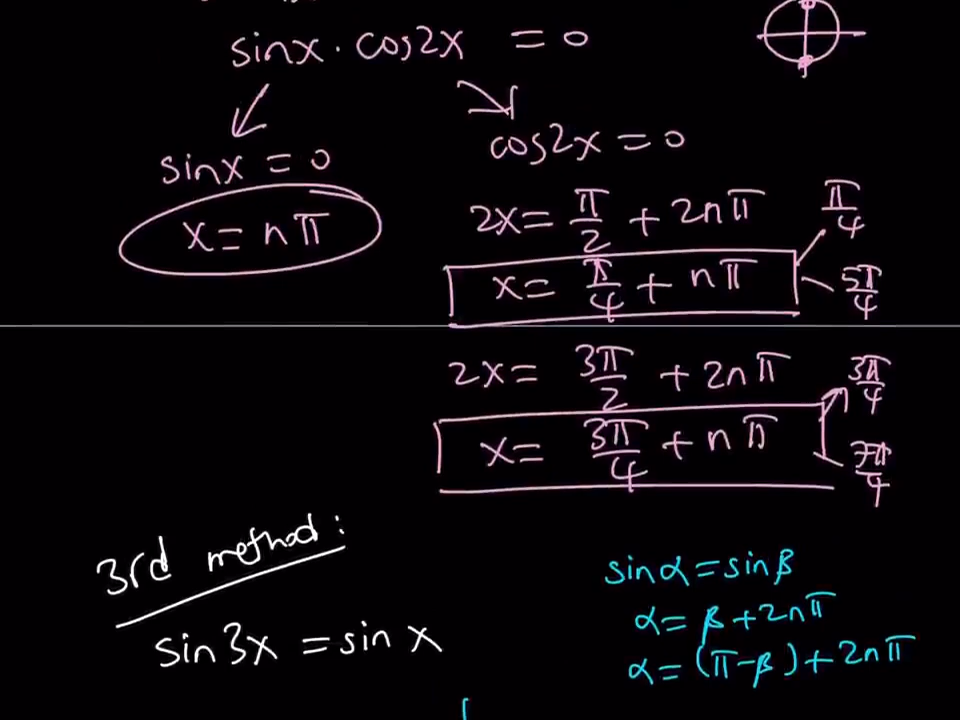 sinx · cos2x = 0
sinx = 0
x = nπ
cos2x = 0
2x = π/2 + 2nπ
x = π/4 + nπ
π/4
5π/4
2x = 3π/2 + 2nπ
x = 3π/4 + nπ
3π/4
7π/4
3rd method:
sin3x = sin x
sinα = sinβ
α = β + 2nπ
α = (π-β) + 2nπ